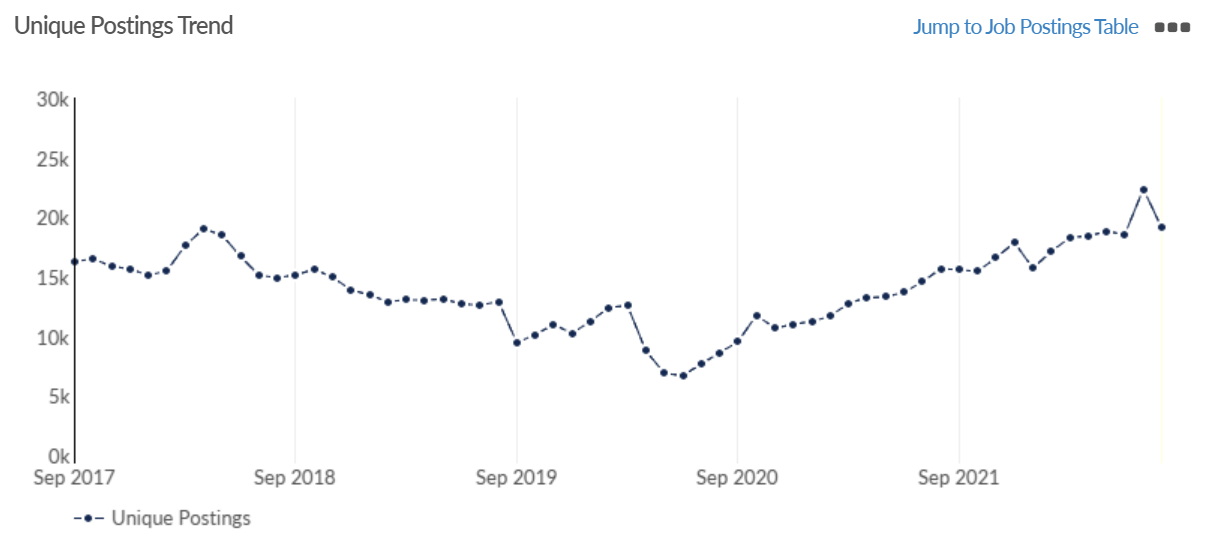 Unique Postings Trend
Jump to Job Postings Table
30k
25k
20k
15k
10k
5k
0k
Sep 2017 Sep 2018 Sep 2019 Sep 2020 Sep 2021
Unique Postings